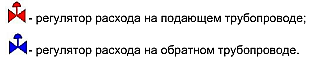 - регулятор расхода на подающем трубопроводе;
- регулятор расхода на обратном трубопроводе.